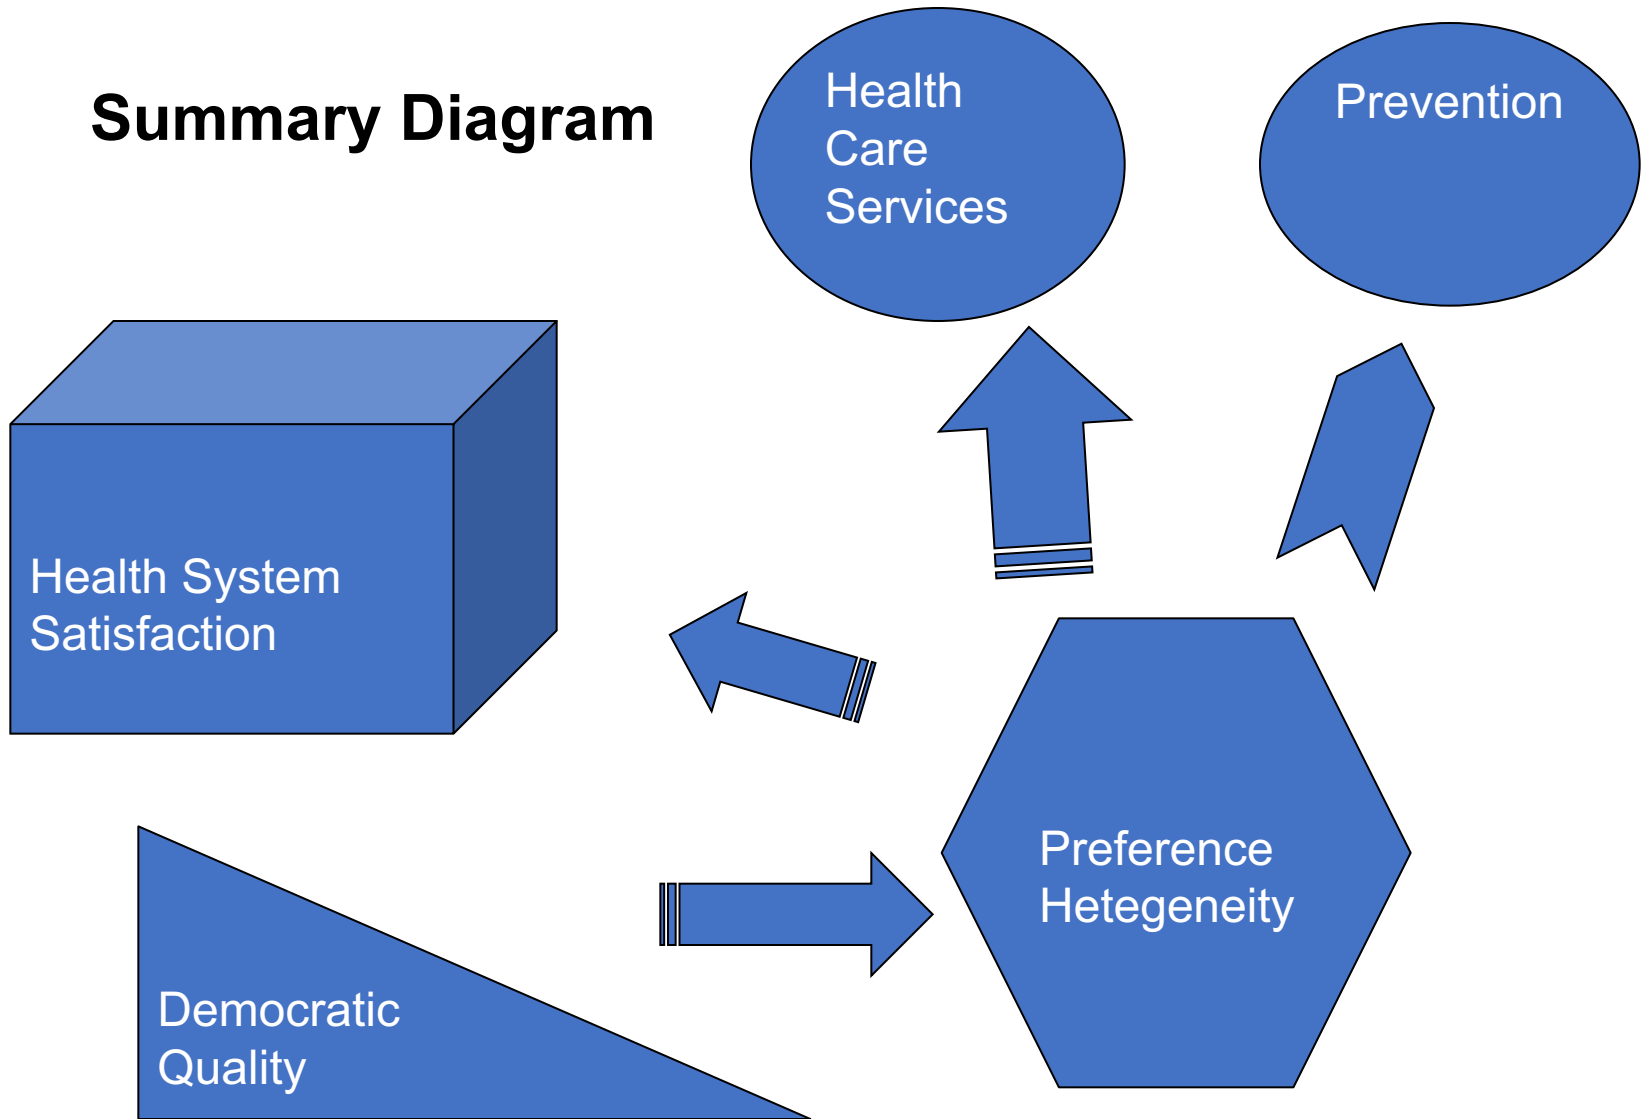 Summary Diagram
Health
Care
Services
Prevention
Health System
Satisfaction
Preference
Hetegeneity
Democratic
Quality